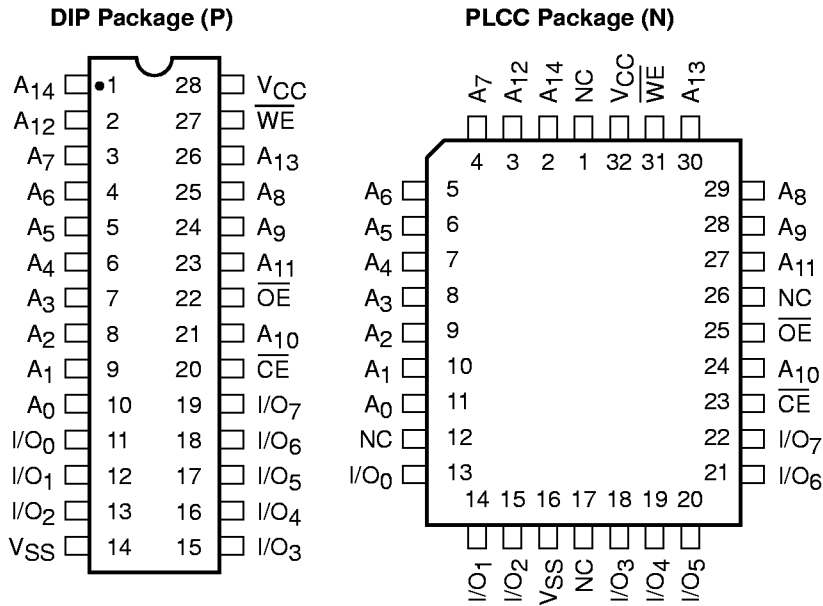 DIP Package (P)
A14 1 28 VCC
A12 2 27 WE
A7 3 26 A13
A6 4 25 A8
A5 5 24 A9
A4 6 23 A11
A3 7 22 OE
A2 8 21 A10
A1 9 20 CE
A0 10 19 I/O7
I/O0 11 18 I/O6
I/O1 12 17 I/O5
I/O2 13 16 I/O4
VSS 14 15 I/O3
PLCC Package (N)
A7 A12 A14 NC VCC WE A13
4 3 2 1 32 31 30
A6 5 29 A8
A5 6 28 A9
A4 7 27 A11
A3 8 26 NC
A2 9 25 OE
A1 10 24 A10
A0 11 23 CE
NC 12 22 I/O7
I/O0 13 21 I/O6
14 15 16 17 18 19 20
I/O1 I/O2 VSS NC I/O3 I/O4 I/O5